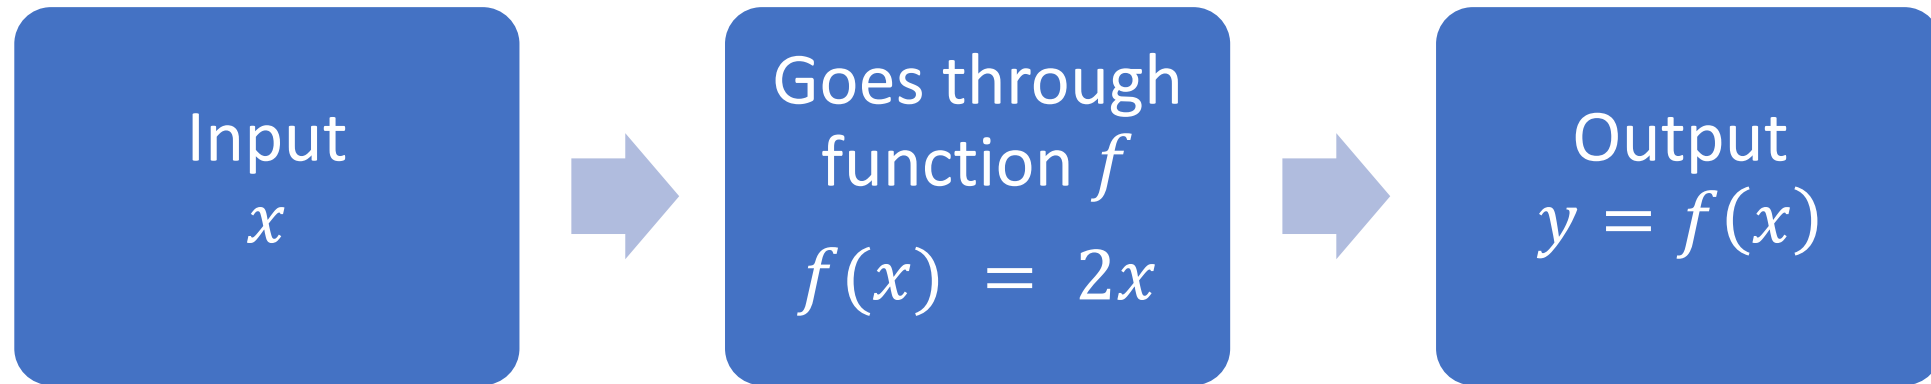 Input
x
Goes through
function f
f(x) = 2x
Output
y = f(x)